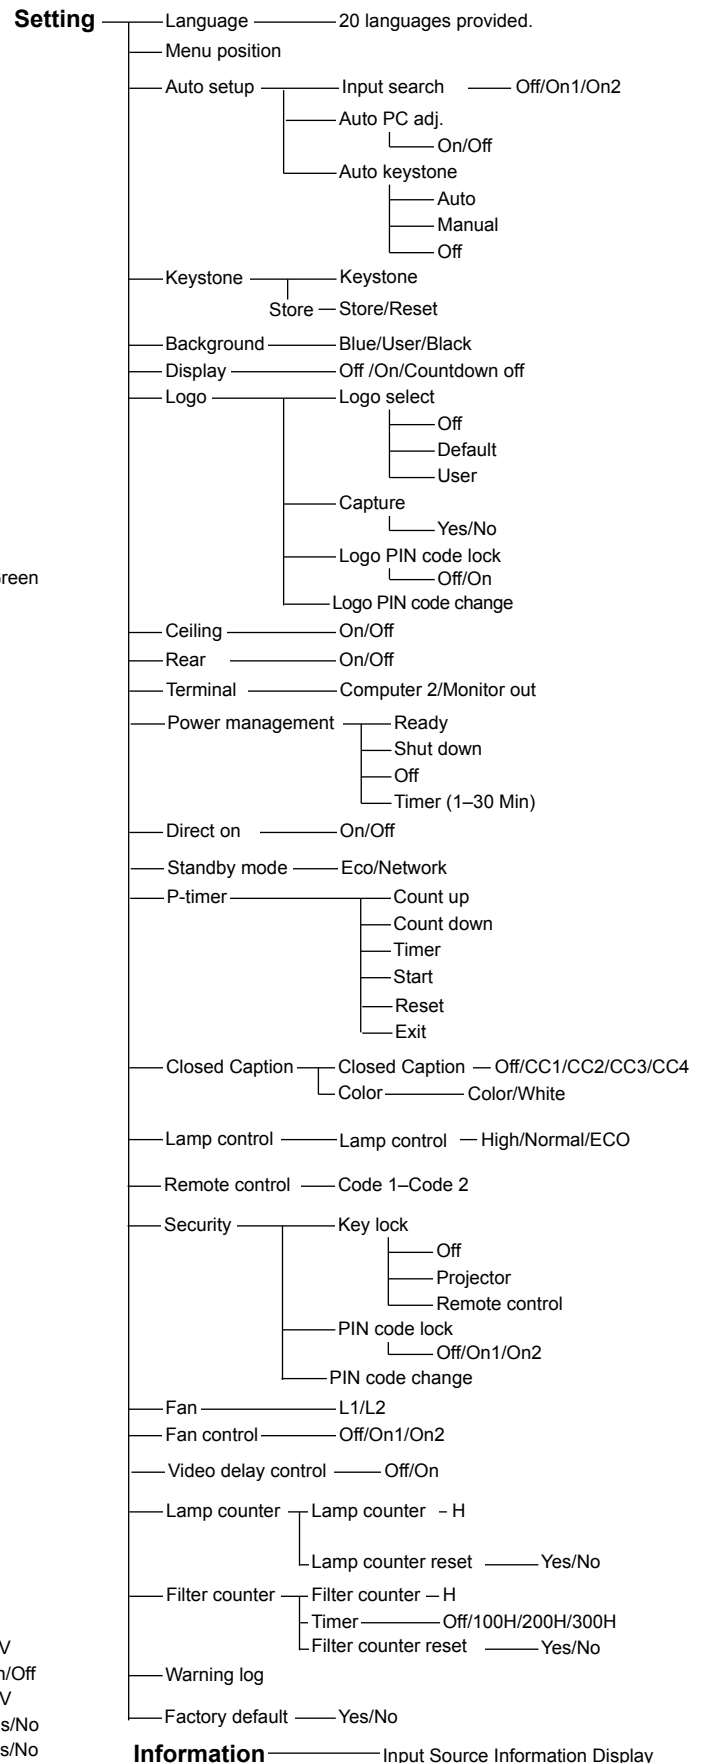 Setting Language 20 languages provided.
Menu position
Auto setup Input search Off/On1/On2
Auto PC adj.
On/Off
Auto keystone
Auto
Manual
Off
Keystone Keystone
Store Store/Reset
Background Blue/User/Black
Display Off /On/Countdown off
Logo Logo select
Off
Default
User
Capture
Yes/No
Logo PIN code lock
Off/On
reen
Logo PIN code change
Ceiling On/Off
Rear On/Off
Terminal Computer 2/Monitor out
Power management Ready
Shut down
Off
Timer (1–30 Min)
Direct on On/Off
Standby mode Eco/Network
P-timer Count up
Count down
Timer
Start
Reset
Exit
Closed Caption Closed Caption Off/CC1/CC2/CC3/CC4
Color Color/White
Lamp control Lamp control High/Normal/ECO
Remote control Code 1–Code 2
Security Key lock
Off
Projector
Remote control
PIN code lock
Off/On1/On2
PIN code change
Fan L1/L2
Fan control Off/On1/On2
Video delay control Off/On
Lamp counter Lamp counter H
Lamp counter reset Yes/No
Filter counter Filter counter H
Timer Off/100H/200H/300H
Filter counter reset Yes/No
V
n/Off
Warning log
V
Factory default Yes/No
s/No
s/No
Information Input Source Information Display